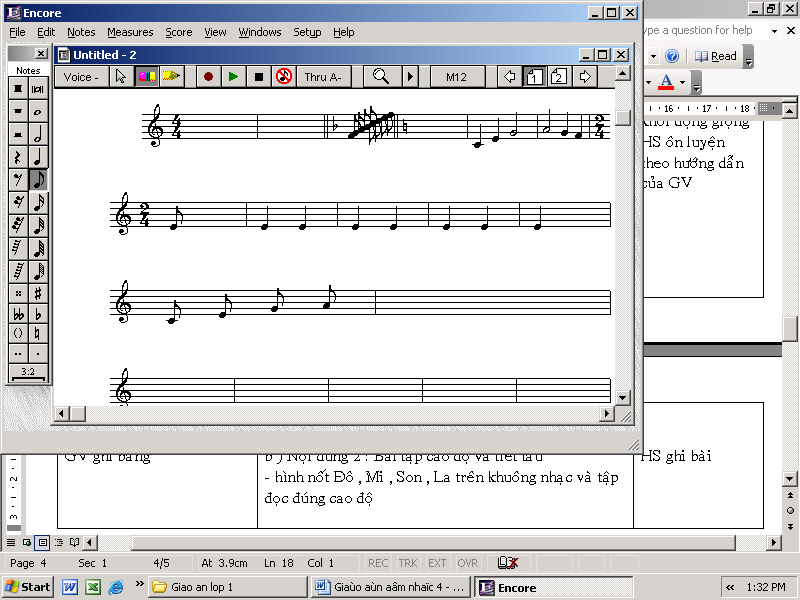 Encore
File Edit Notes Measures Score View Windows Setup Help
Type a question for help
Notes
Untitled - 2
Voice - Thru A- M12 1 2
Read
16 17 18
4 4 2 4
khởi động giọng
HS ôn luyện
theo hướng dẫn
của GV
2 4
3:2
GV ghi bảng
b ) Nội dung 2 : Bài tập cao độ và tiết tấu
HS ghi bài
- hình nốt Đô , Mi , Son , La trên khuông nhạc và tập
đọc đúng cao độ
2
3
Page 4 Sec 1 4/5 At 3.9cm Ln 18 Col 1 REC TRK EXT OVR
Start Giao an lop 1 Giaùo aùn aâm nhaïc 4 - ... Encore 1:32 PM